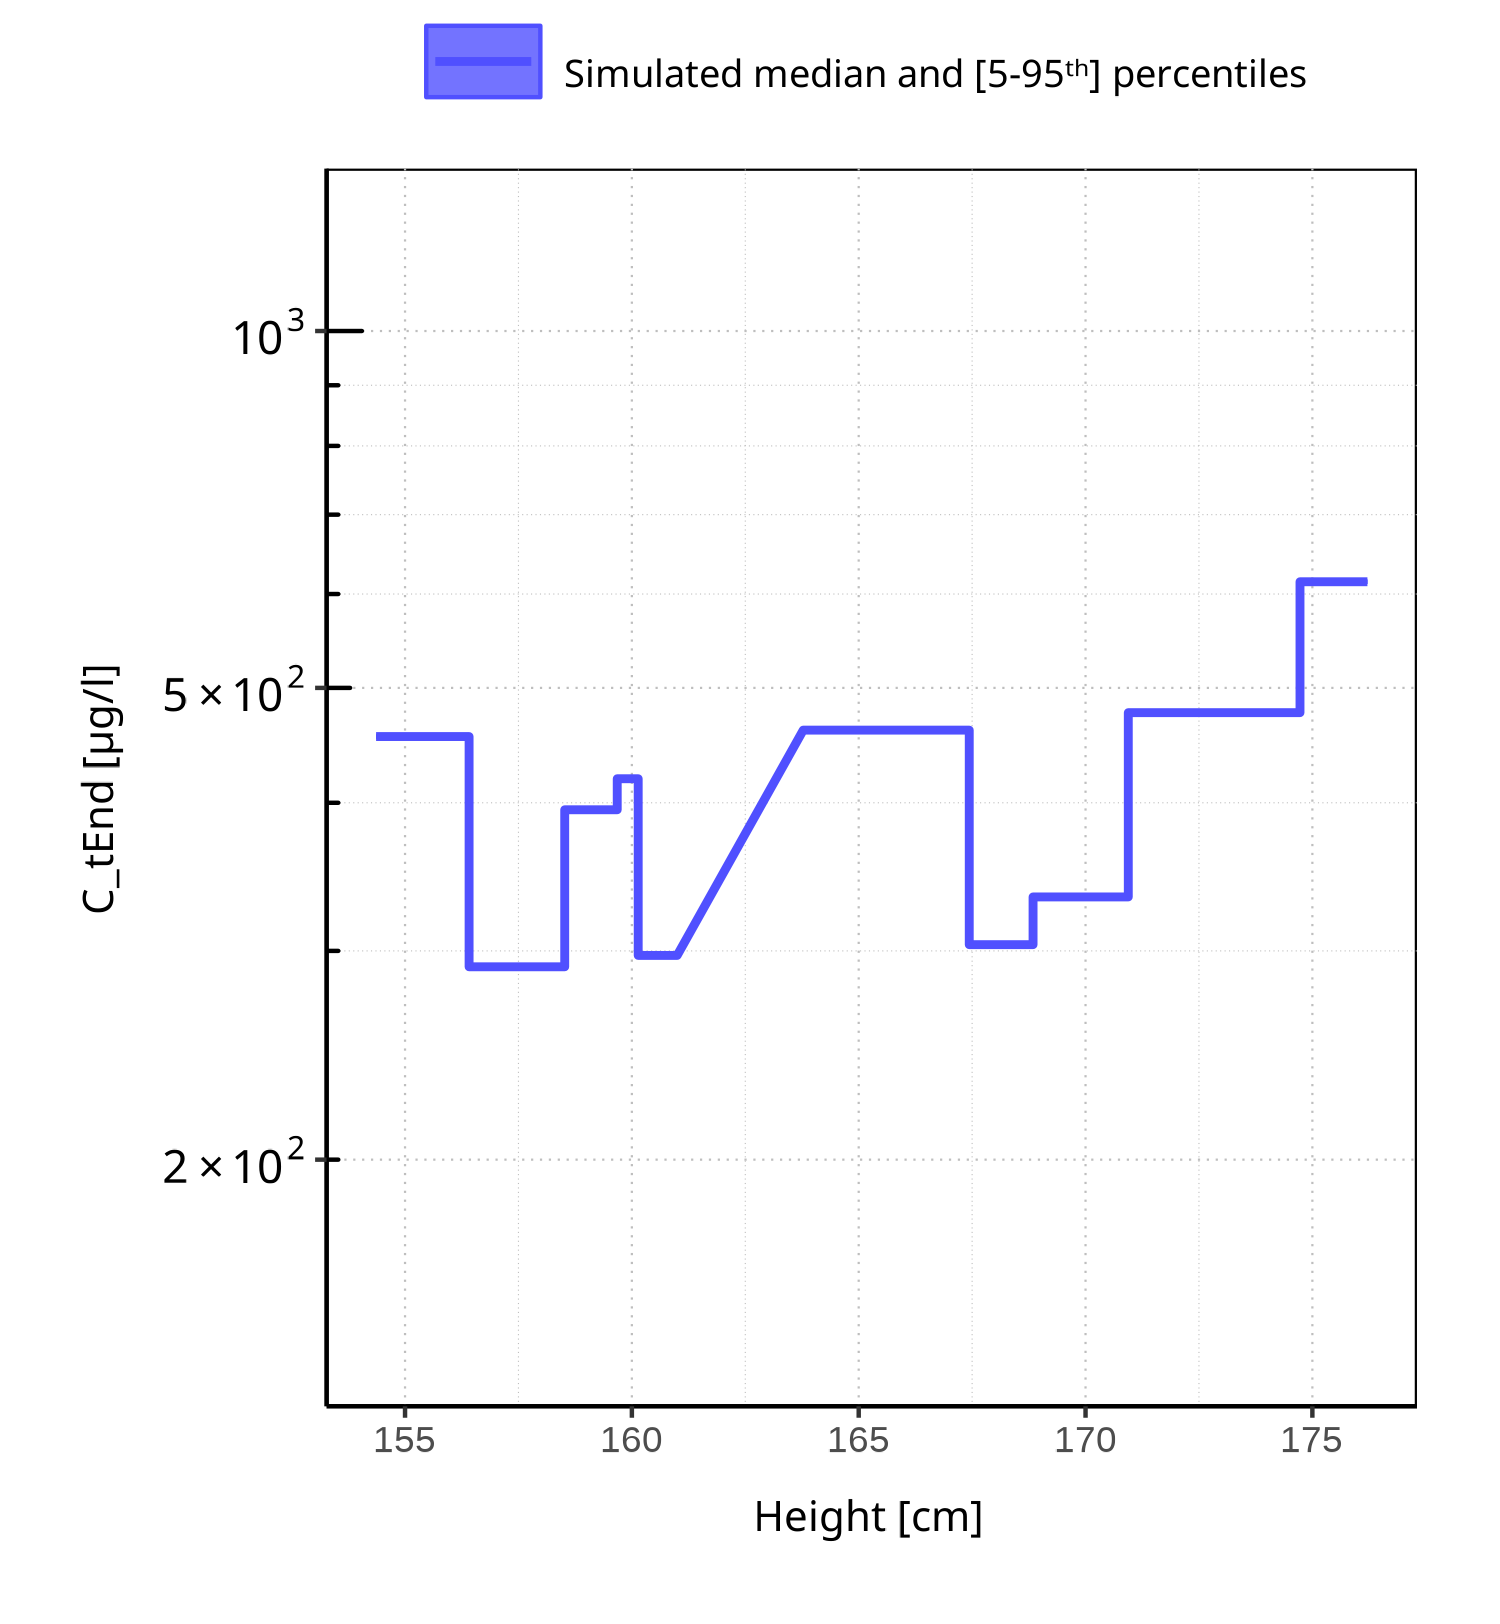 Simulated median and [5-95ᵗʰ] percentiles
10³
5 × 10²
2 × 10²
C_tEnd [µg/l]
155 160 165 170 175
Height [cm]